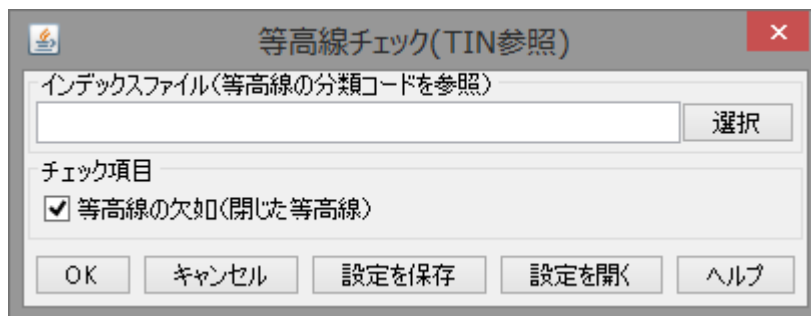 等高線チェック(TIN参照)
インデックスファイル(等高線の分類コードを参照)
選択
チェック項目
等高線の欠如(閉じた等高線)
OK キャンセル 設定を保存 設定を開く ヘルプ